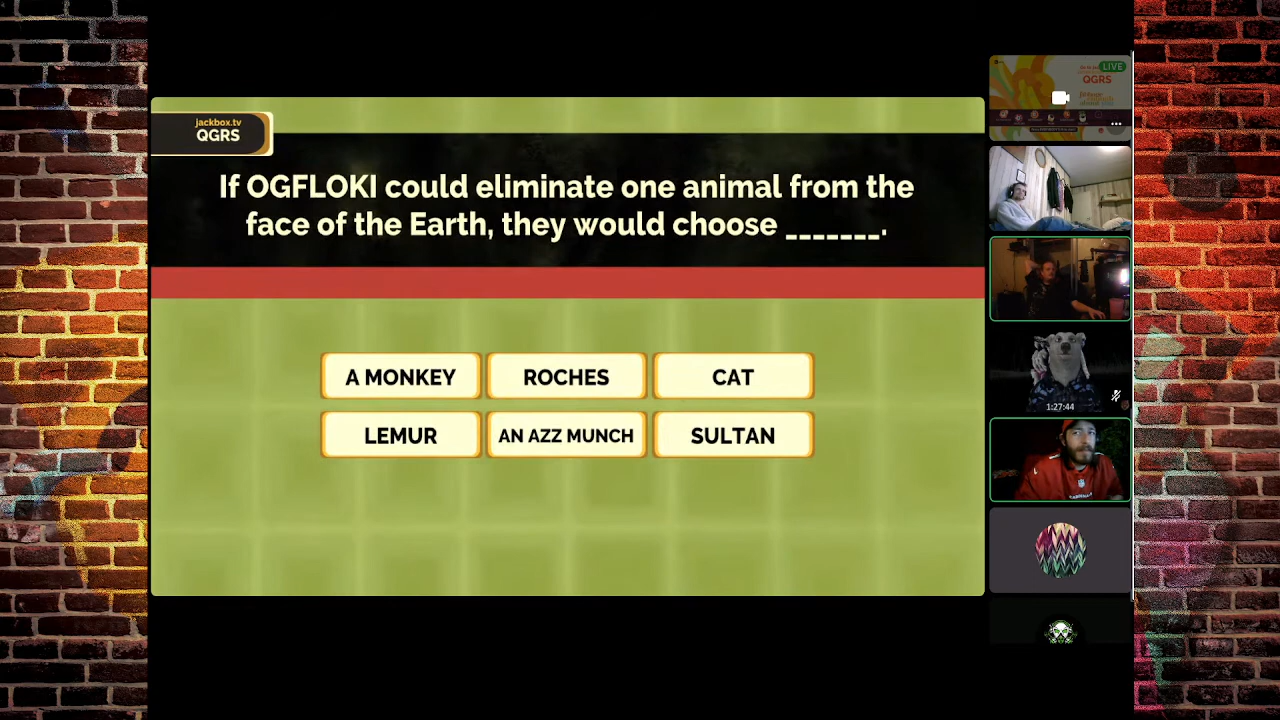 jackbox.tv
QGRS
If OGFLOKI could eliminate one animal from the
face of the Earth, they would choose _______.
A MONKEY
ROCHES
CAT
LEMUR
AN AZZ MUNCH
SULTAN
LIVE
QGRS
1:27:44